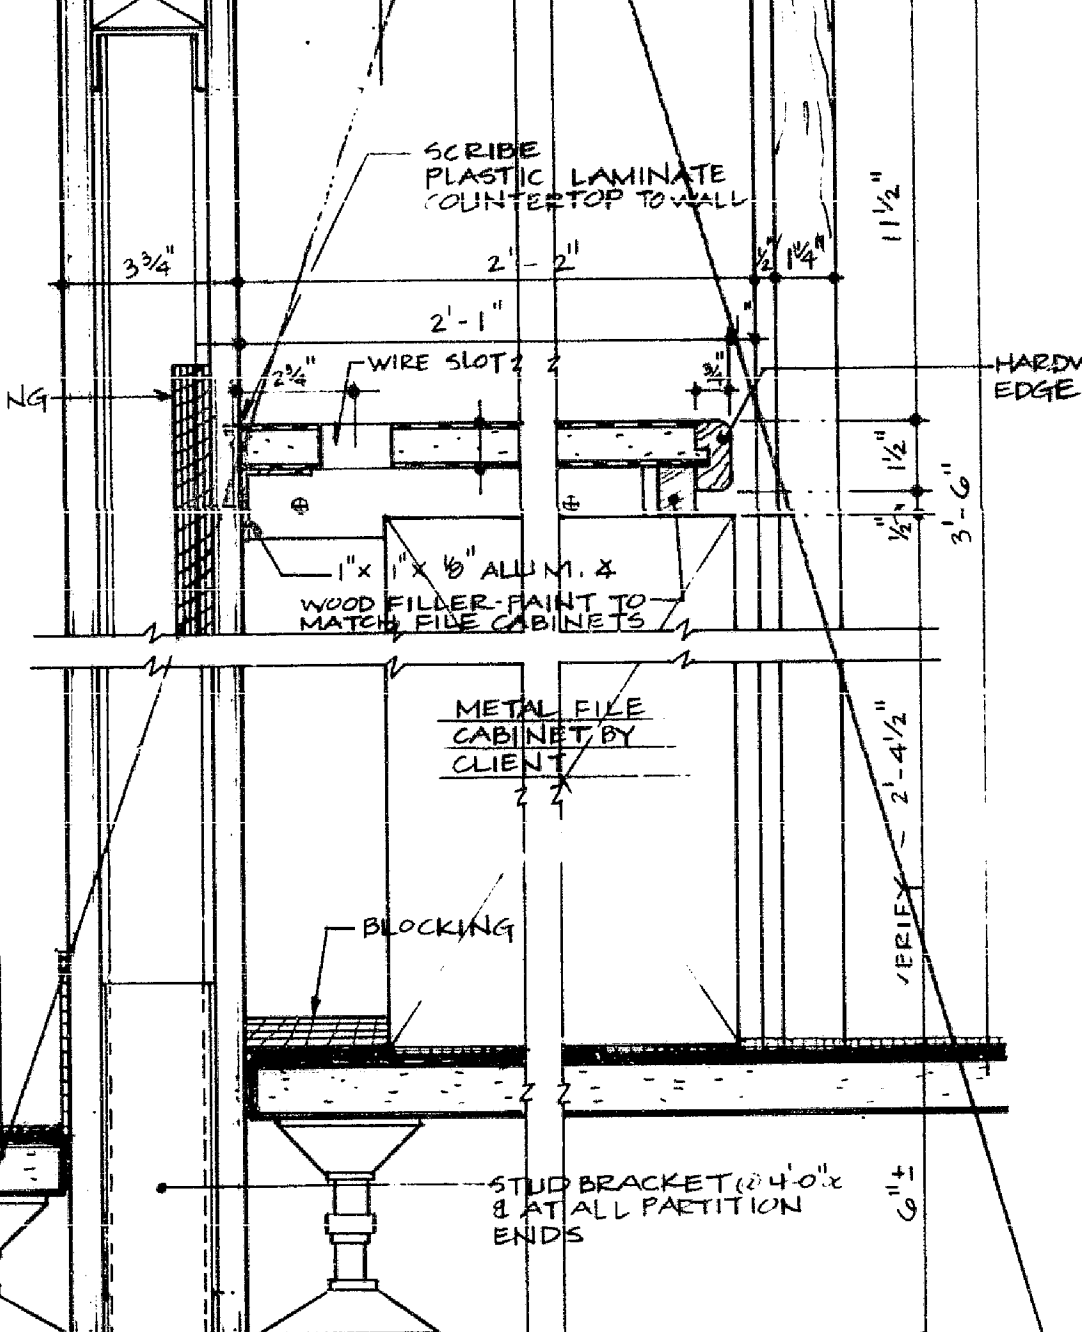 SCRIBE
PLASTIC LAMINATE
COUNTERTOP TO WALL
11½"
3¾"
2'-2"
½"
1¼"
2'-1"
1"
2¾"
WIRE SLOT
¾"
HARDW
EDGE
NG
1½"
½"
3'-6"
1" x 1" x ⅛" ALUM. ∡
WOOD FILLER-PAINT TO
MATCH FILE CABINETS
METAL FILE
CABINET BY
CLIENT
VERIFY - 2'-4½"
BLOCKING
STUD BRACKET @ 4'-0"
& AT ALL PARTITION
ENDS
6"±